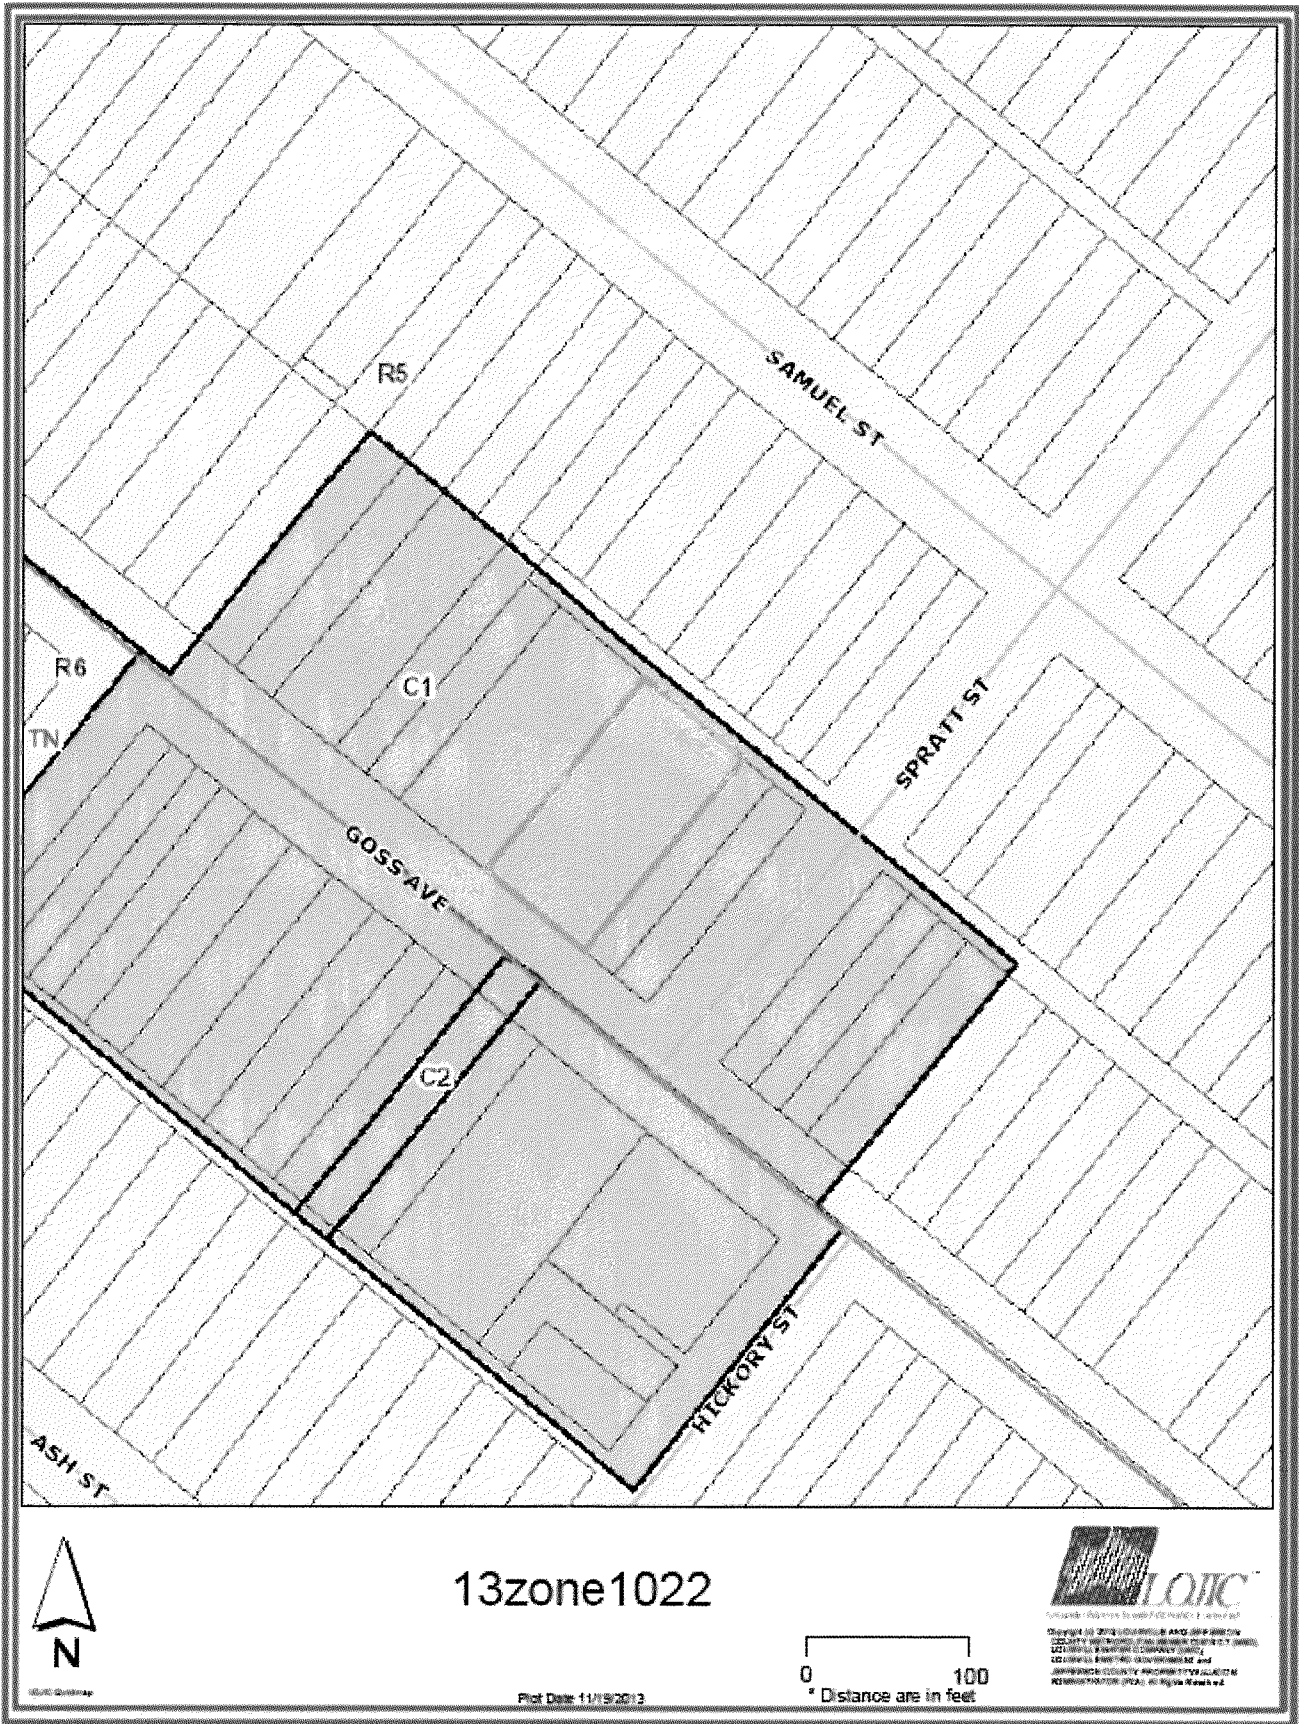 SAMUEL ST
R5
R6
C1
SPRATT ST
TN
GOSS AVE
C2
HICKORY ST
ASH ST
N
13zone1022
LOJIC
0 100
* Distance are in feet
Plot Date 11/19/2013